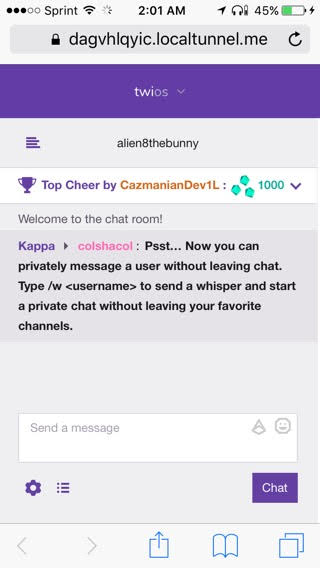 Sprint 2:01 AM 45%
dagvhlqyic.localtunnel.me
twios
alien8thebunny
Top Cheer by CazmanianDev1L : 1000
Welcome to the chat room!
Kappa colshacol : Psst... Now you can
privately message a user without leaving chat.
Type /w <username> to send a whisper and start
a private chat without leaving your favorite
channels.
Send a message
Chat